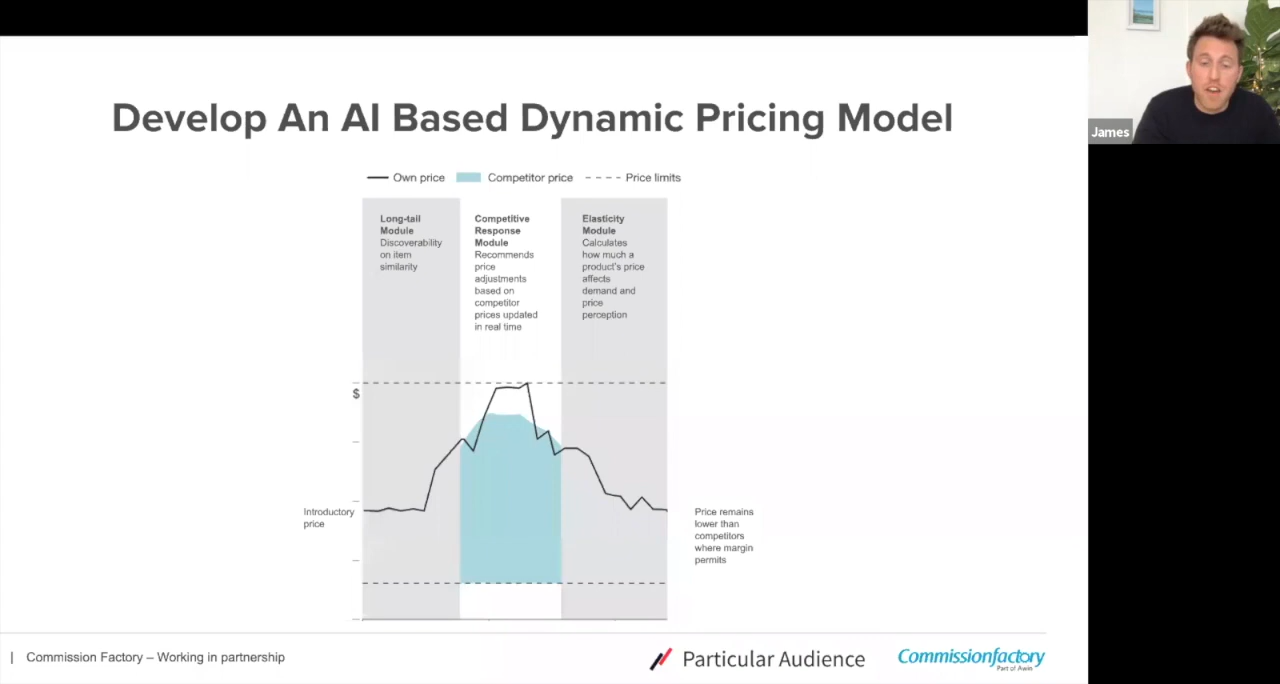 James
Develop An AI Based Dynamic Pricing Model
Own price
Competitor price
Price limits
Long-tail
Module
Discoverability
on item
similarity
Competitive
Response
Module
Recommends
price
adjustments
based on
competitor
prices updated
in real time
Elasticity
Module
Calculates
how much a
product's price
affects
demand and
price
perception
$
Introductory
price
Price remains
lower than
competitors
where margin
permits
| Commission Factory – Working in partnership
Particular Audience
Commissionfactory
Part of Awin